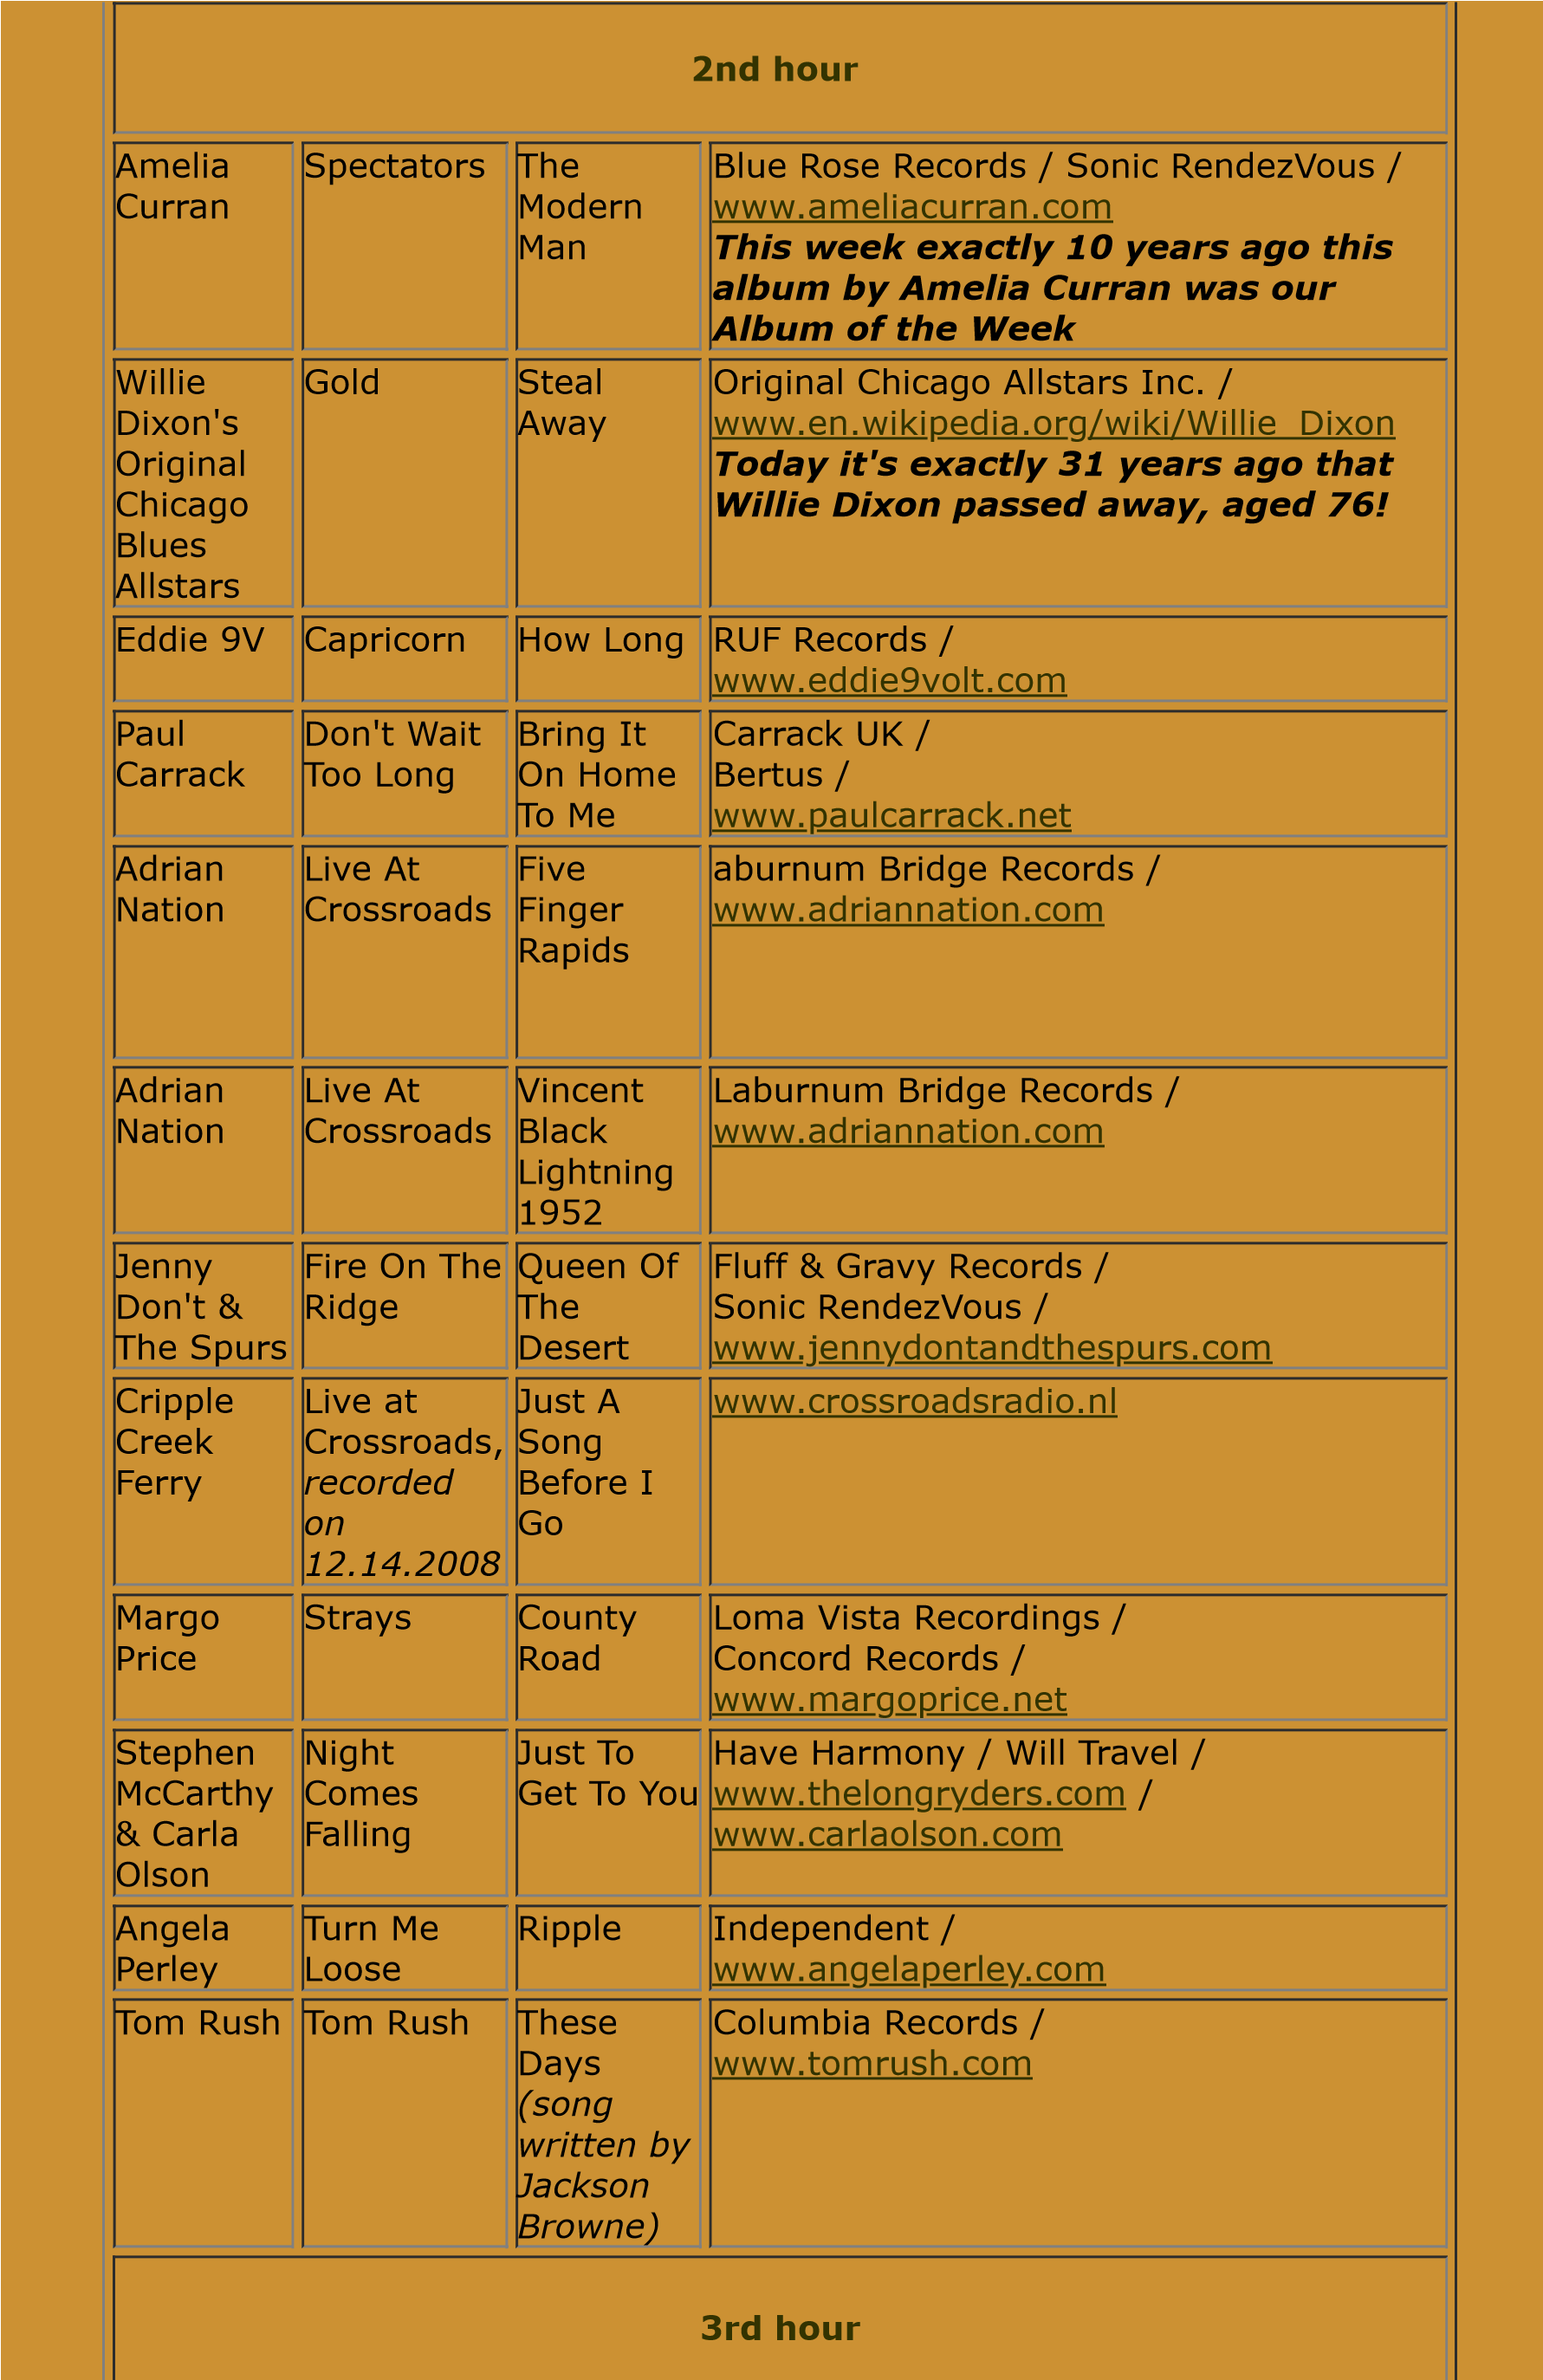 2nd hour
Amelia
Curran
Spectators
The
Modern
Man
Blue Rose Records / Sonic RendezVous /
www.ameliacurran.com
This week exactly 10 years ago this
album by Amelia Curran was our
Album of the Week
Willie
Dixon's
Original
Chicago
Blues
Allstars
Gold
Steal
Away
Original Chicago Allstars Inc. /
www.en.wikipedia.org/wiki/Willie_Dixon
Today it's exactly 31 years ago that
Willie Dixon passed away, aged 76!
Eddie 9V
Capricorn
How Long
RUF Records /
www.eddie9volt.com
Paul
Carrack
Don't Wait
Too Long
Bring It
On Home
To Me
Carrack UK /
Bertus /
www.paulcarrack.net
Adrian
Nation
Live At
Crossroads
Five
Finger
Rapids
aburnum Bridge Records /
www.adriannation.com
Adrian
Nation
Live At
Crossroads
Vincent
Black
Lightning
1952
Laburnum Bridge Records /
www.adriannation.com
Jenny
Don't &
The Spurs
Fire On The
Ridge
Queen Of
The
Desert
Fluff & Gravy Records /
Sonic RendezVous /
www.jennydontandthespurs.com
Cripple
Creek
Ferry
Live at
Crossroads,
recorded
on
12.14.2008
Just A
Song
Before I
Go
www.crossroadsradio.nl
Margo
Price
Strays
County
Road
Loma Vista Recordings /
Concord Records /
www.margoprice.net
Stephen
McCarthy
& Carla
Olson
Night
Comes
Falling
Just To
Get To You
Have Harmony / Will Travel /
www.thelongryders.com /
www.carlaolson.com
Angela
Perley
Turn Me
Loose
Ripple
Independent /
www.angelaperley.com
Tom Rush
Tom Rush
These
Days
(song
written by
Jackson
Browne)
Columbia Records /
www.tomrush.com
3rd hour